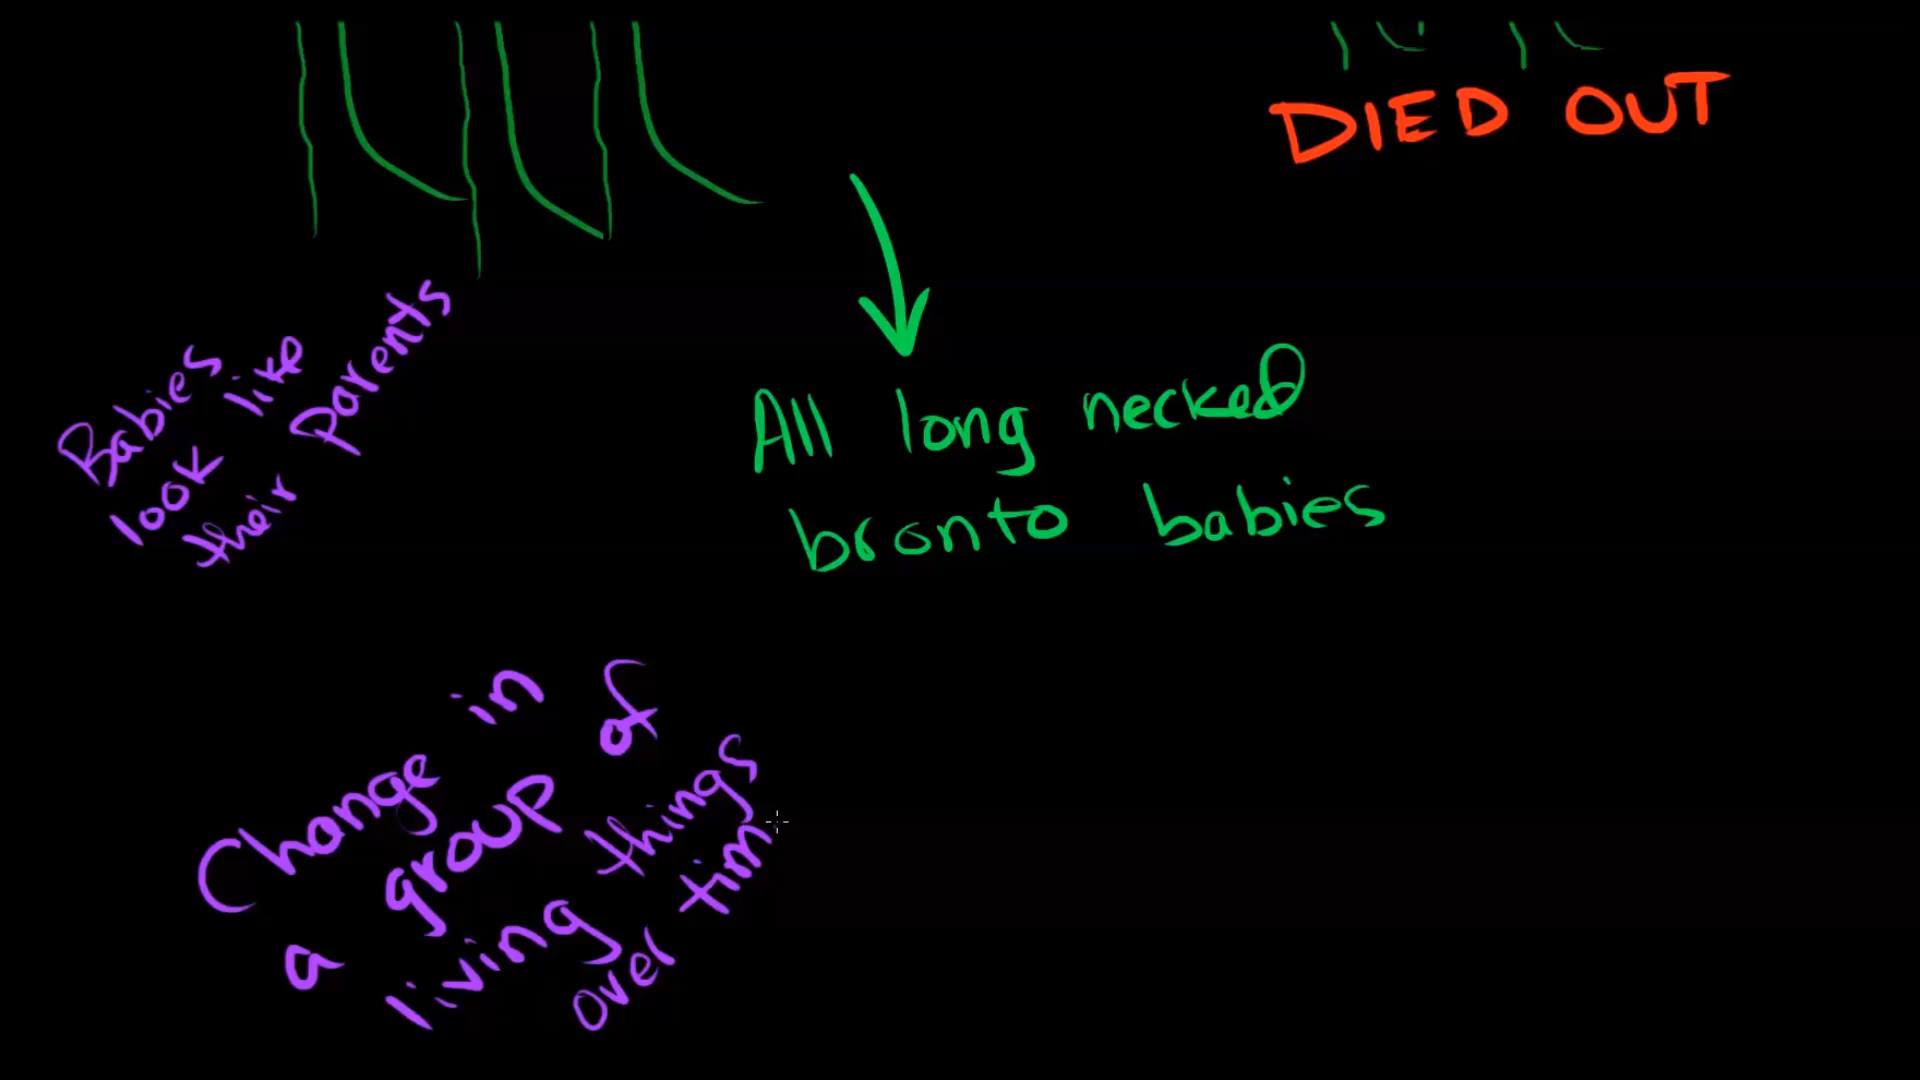 DIED OUT
Babies
look like
their parents
All long necked
bronto babies
Change in
a group of
living things
over tim